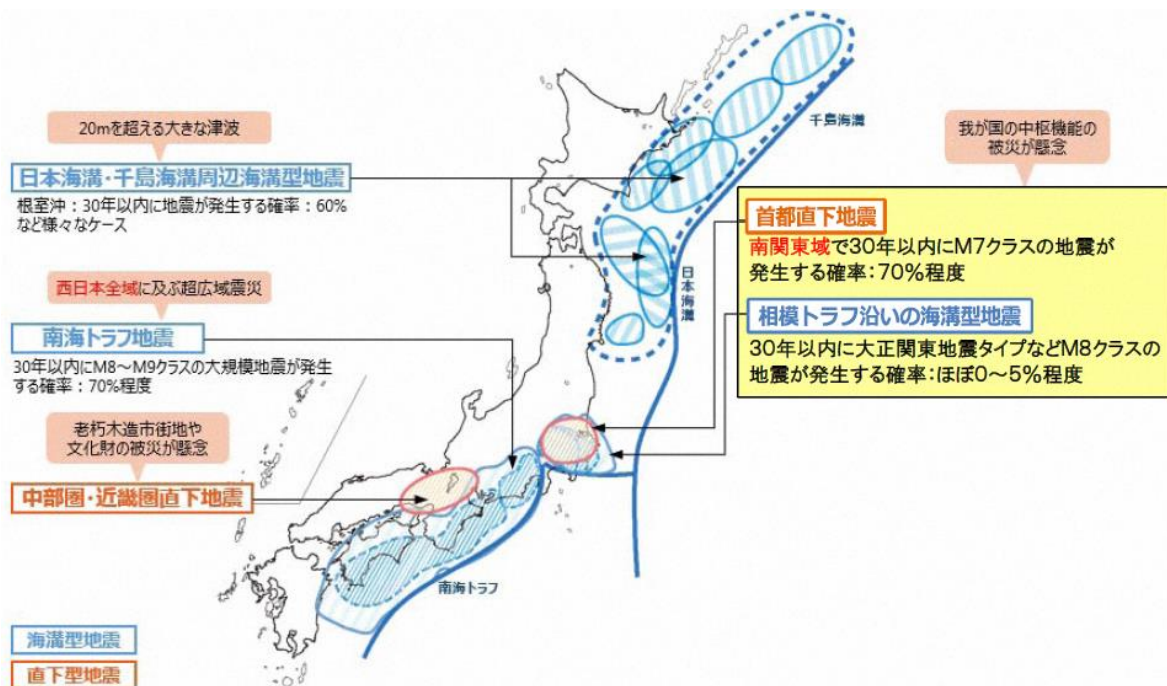 20mを超える大きな津波
日本海溝・千島海溝周辺海溝型地震
根室沖：30年以内に地震が発生する確率：60%
など様々なケース
西日本全域に及ぶ超広域震災
南海トラフ地震
30年以内にM8～M9クラスの大規模地震が発生
する確率：70%程度
老朽木造市街地や
文化財の被災が懸念
中部圏・近畿圏直下地震
海溝型地震
直下型地震
千島海溝
日本海溝
南海トラフ
我が国の中枢機能の
被災が懸念
首都直下地震
南関東域で30年以内にM7クラスの地震が
発生する確率：70%程度
相模トラフ沿いの海溝型地震
30年以内に大正関東地震タイプなどM8クラスの
地震が発生する確率：ほぼ0～5%程度